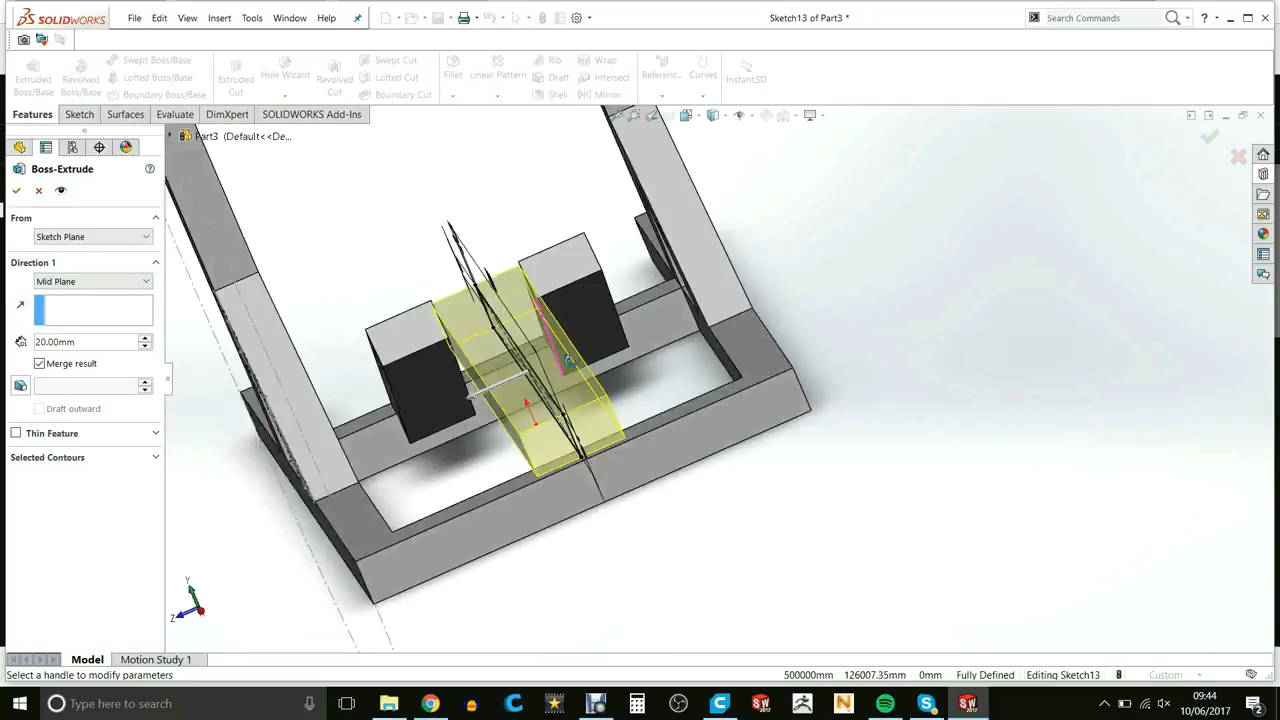 SOLIDWORKS File Edit View Insert Tools Window Help Sketch13 of Part3 * Search Commands ?
Extruded Boss/Base Revolved Boss/Base Swept Boss/Base Lofted Boss/Base Boundary Boss/Base Extruded Cut Hole Wizard Revolved Cut Swept Cut Lofted Cut Boundary Cut Fillet Linear Pattern Rib Draft Shell Wrap Intersect Mirror Referenc... Curves Instant3D
Features Sketch Surfaces Evaluate DimXpert SOLIDWORKS Add-Ins
Part3 (Default<<De...
Boss-Extrude
From
Sketch Plane
Direction 1
Mid Plane
20.00mm
Merge result
Draft outward
Thin Feature
Selected Contours
Y
Z
Model Motion Study 1
Select a handle to modify parameters 500000mm 126007.35mm 0mm Fully Defined Editing Sketch13 Custom
Type here to search 09:44
10/06/2017